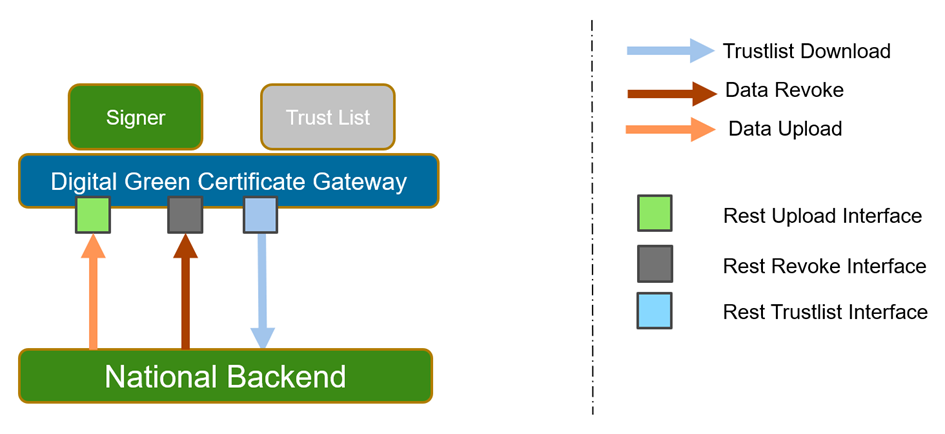 Signer
Trust List
Digital Green Certificate Gateway
National Backend
Trustlist Download
Data Revoke
Data Upload
Rest Upload Interface
Rest Revoke Interface
Rest Trustlist Interface